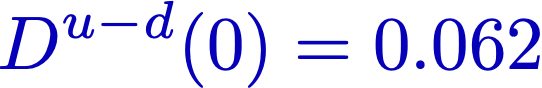 D^{u−d}(0) = 0.062